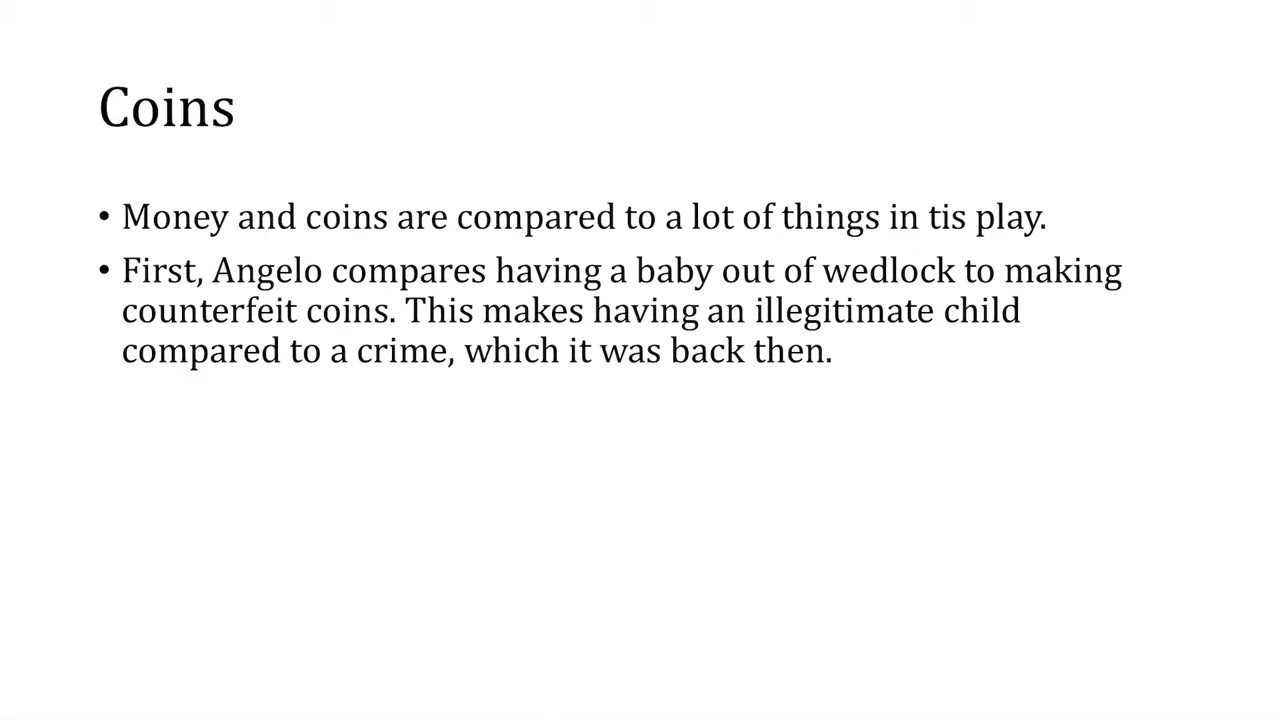 Coins
• Money and coins are compared to a lot of things in tis play.
• First, Angelo compares having a baby out of wedlock to making
counterfeit coins. This makes having an illegitimate child
compared to a crime, which it was back then.